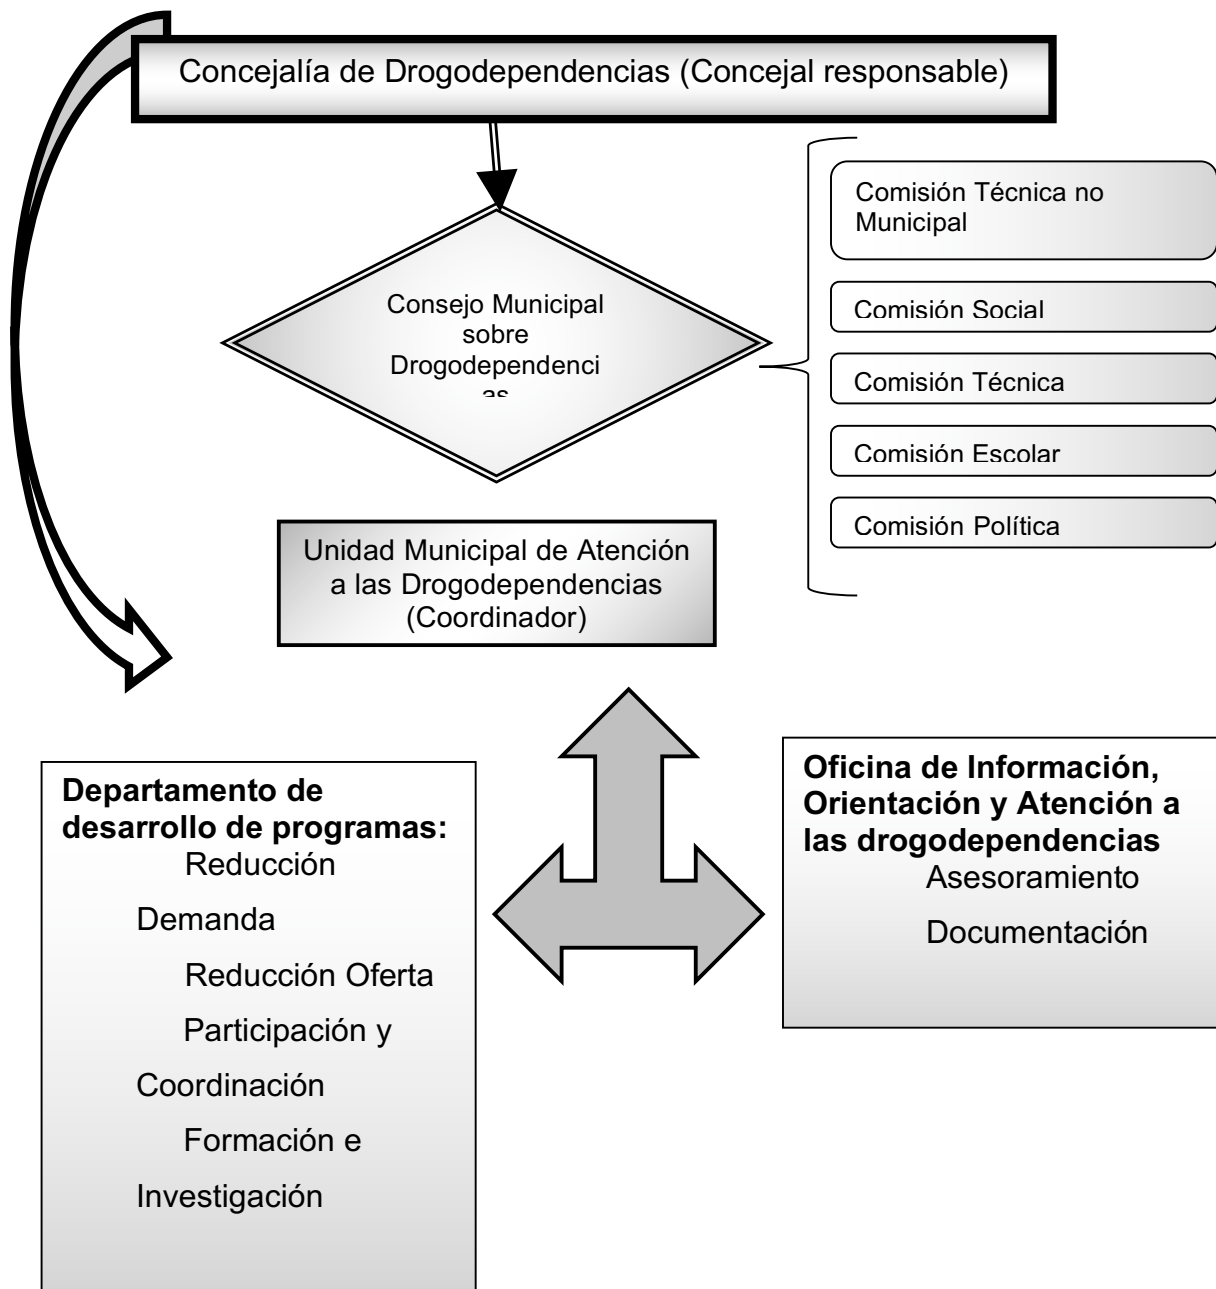 Concejalía de Drogodependencias (Concejal responsable)
Comisión Técnica no
Municipal
Comisión Social
Comisión Técnica
Comisión Escolar
Comisión Política
Consejo Municipal
sobre
Drogodependenci
as
Unidad Municipal de Atención
a las Drogodependencias
(Coordinador)
Departamento de
desarrollo de programas:
Reducción
Demanda
Reducción Oferta
Participación y
Coordinación
Formación e
Investigación
Oficina de Información,
Orientación y Atención a
las drogodependencias
Asesoramiento
Documentación